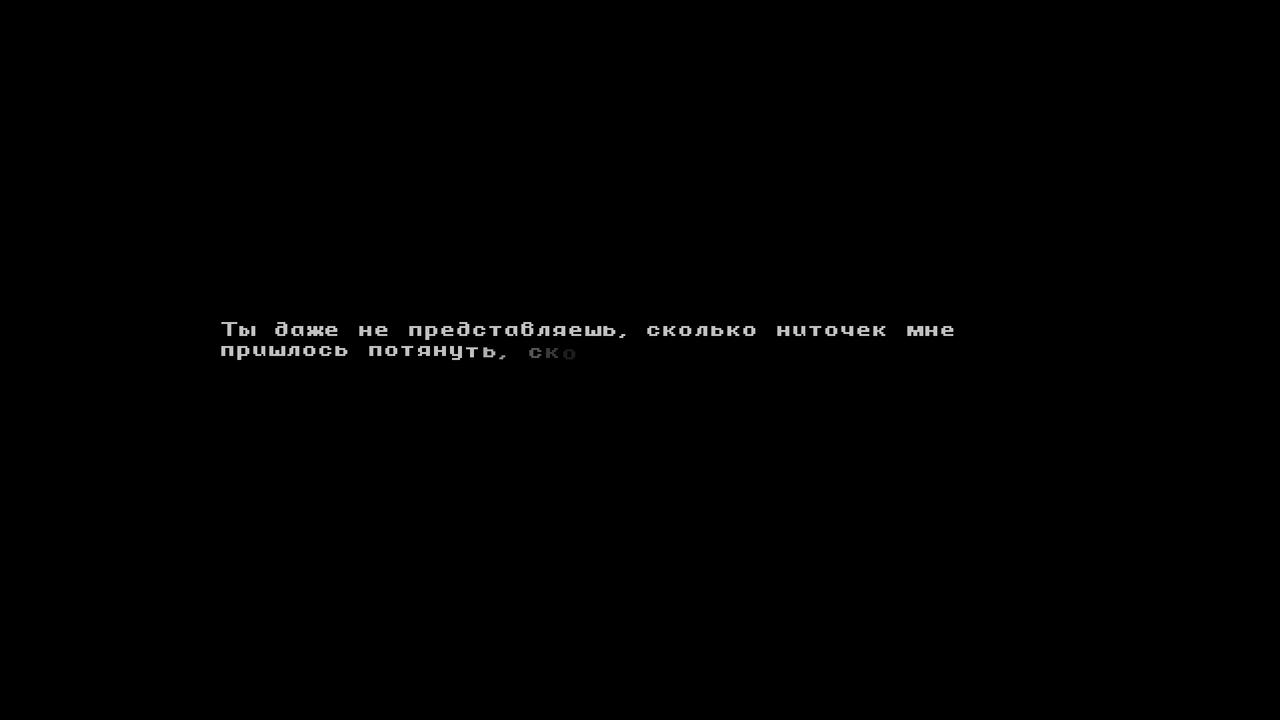 Ты даже не представляешь, сколько ниточек мне
пришлось потянуть, ско